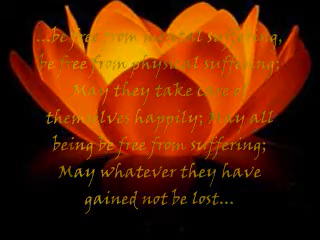 ...be free from mental suffering,
be free from physical suffering;
May they take care of
themselves happily; May all
being be free from suffering;
May whatever they have
gained not be lost...